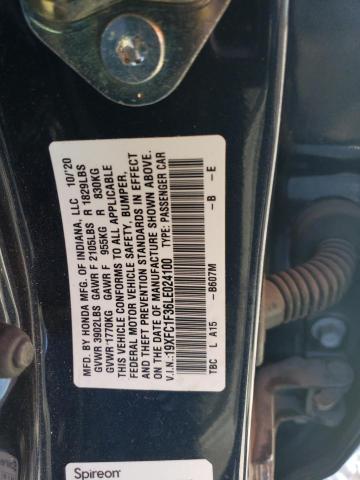 MFD. BY HONDA MFG. OF INDIANA, LLC 10/'20
GVWR 3902LBS GAWR F 2105LBS R 1829LBS
GVWR 1770KG GAWR F 955KG R 830KG
THIS VEHICLE CONFORMS TO ALL APPLICABLE
FEDERAL MOTOR VEHICLE SAFETY, BUMPER,
AND THEFT PREVENTION STANDARDS IN EFFECT
ON THE DATE OF MANUFACTURE SHOWN ABOVE.
V.I.N.:19XFC1F36LE024100 TYPE:PASSENGER CAR
TBC L A15 -B607M -B -E
Spireon